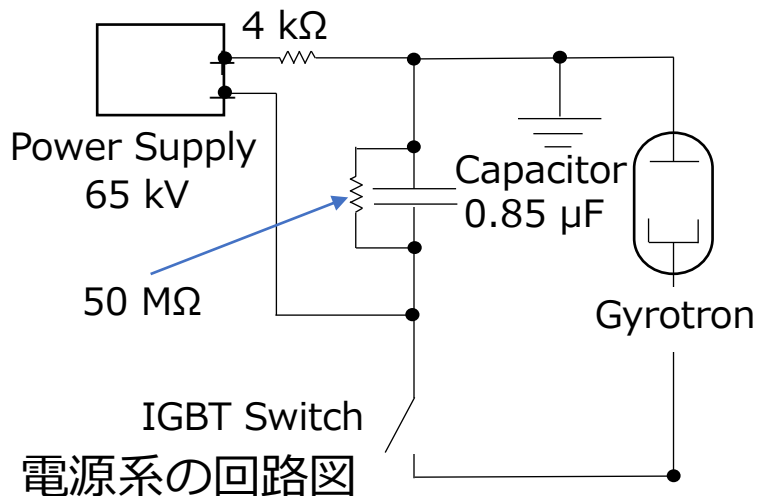 4 kΩ
Power Supply
65 kV
Capacitor
0.85 μF
50 MΩ
Gyrotron
IGBT Switch
電源系の回路図